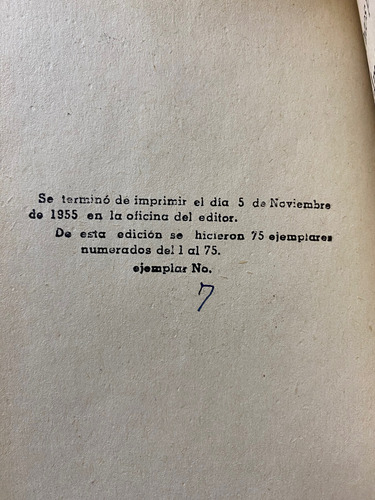 Se terminó de imprimir el día 5 de Noviembre
de 1955 en la oficina del editor.
De esta edición se hicieron 75 ejemplares
numerados del 1 al 75.
ejemplar No.
7